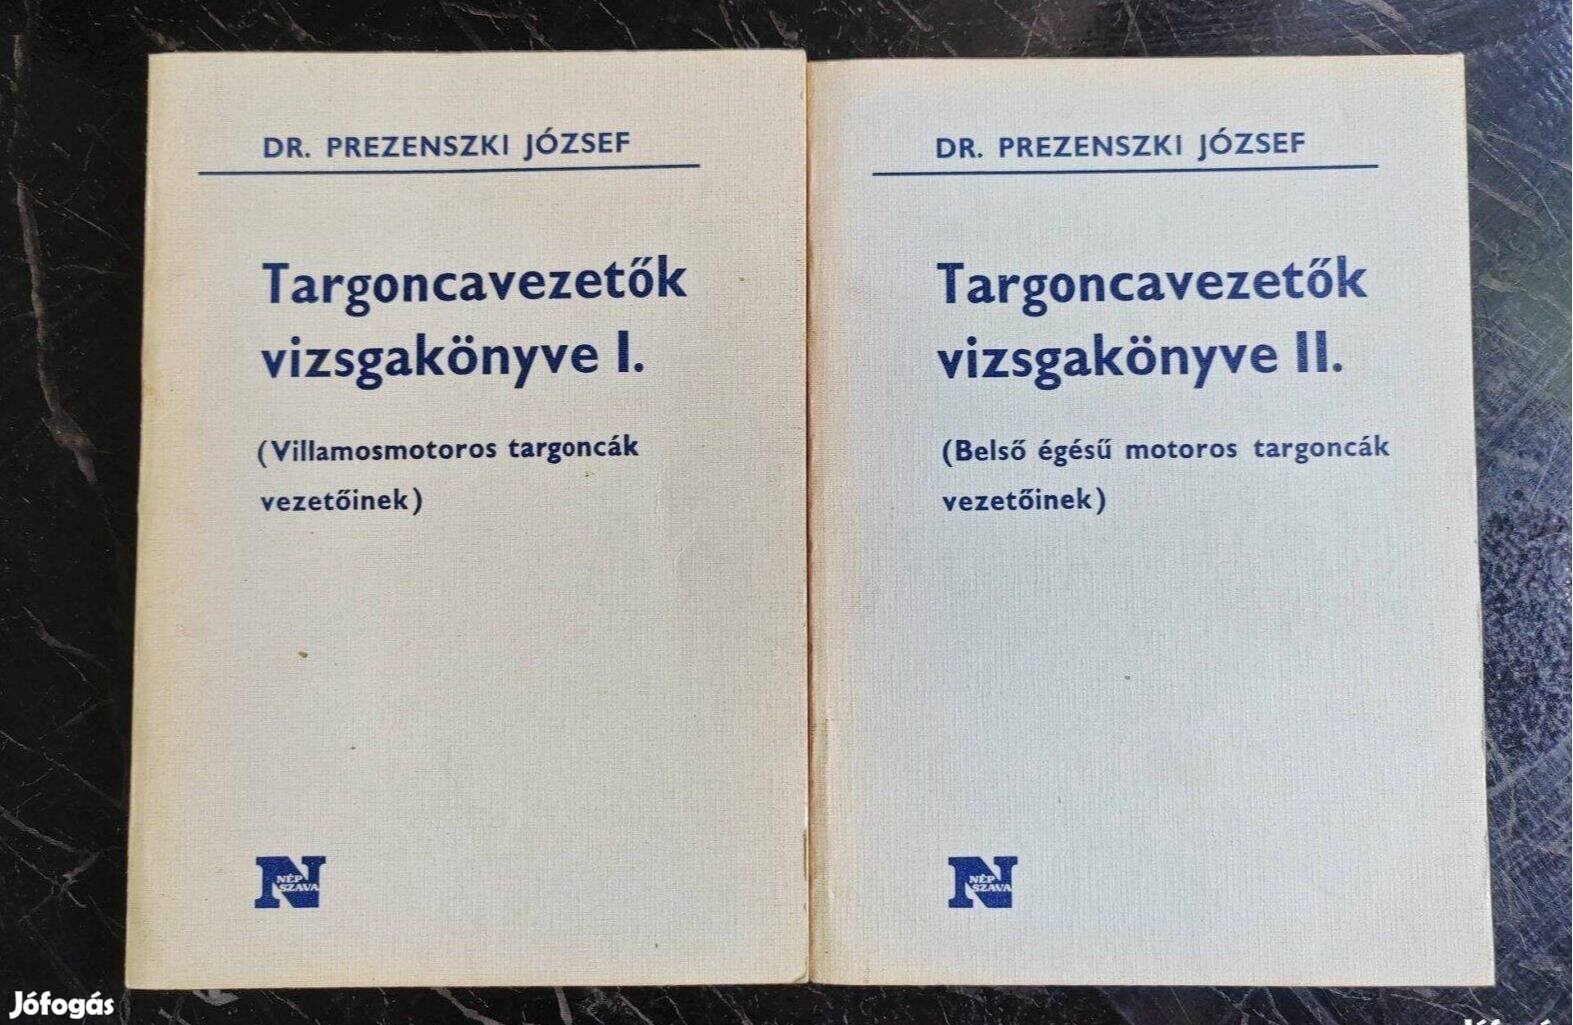 DR. PREZENSZKI JÓZSEF
Targoncavezetők
vizsgakönyve I.
(Villamosmotoros targoncák
vezetőinek)
NÉP
SZAVA
DR. PREZENSZKI JÓZSEF
Targoncavezetők
vizsgakönyve II.
(Belső égésű motoros targoncák
vezetőinek)
NÉP
SZAVA
Jófogás